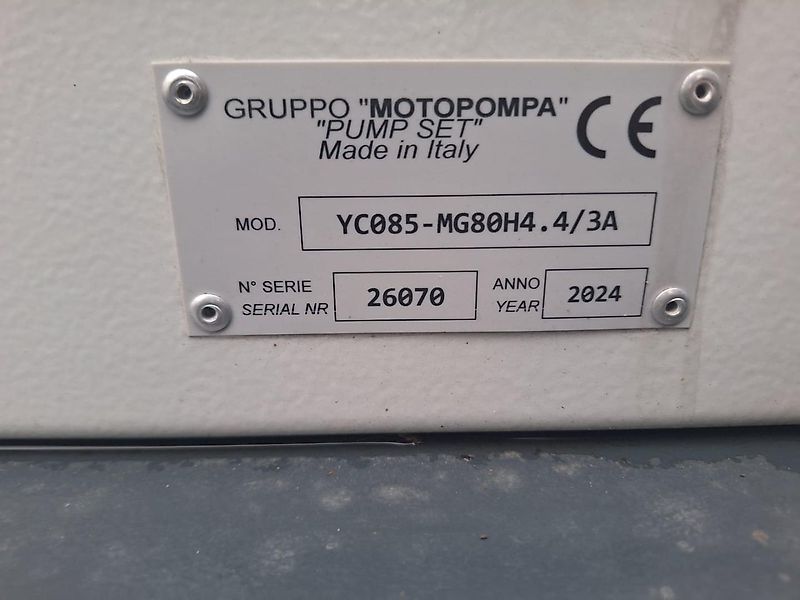 GRUPPO "MOTOPOMPA"
"PUMP SET"
Made in Italy
CE
MOD. YC085-MG80H4.4/3A
N° SERIE
SERIAL NR
26070
ANNO
YEAR
2024